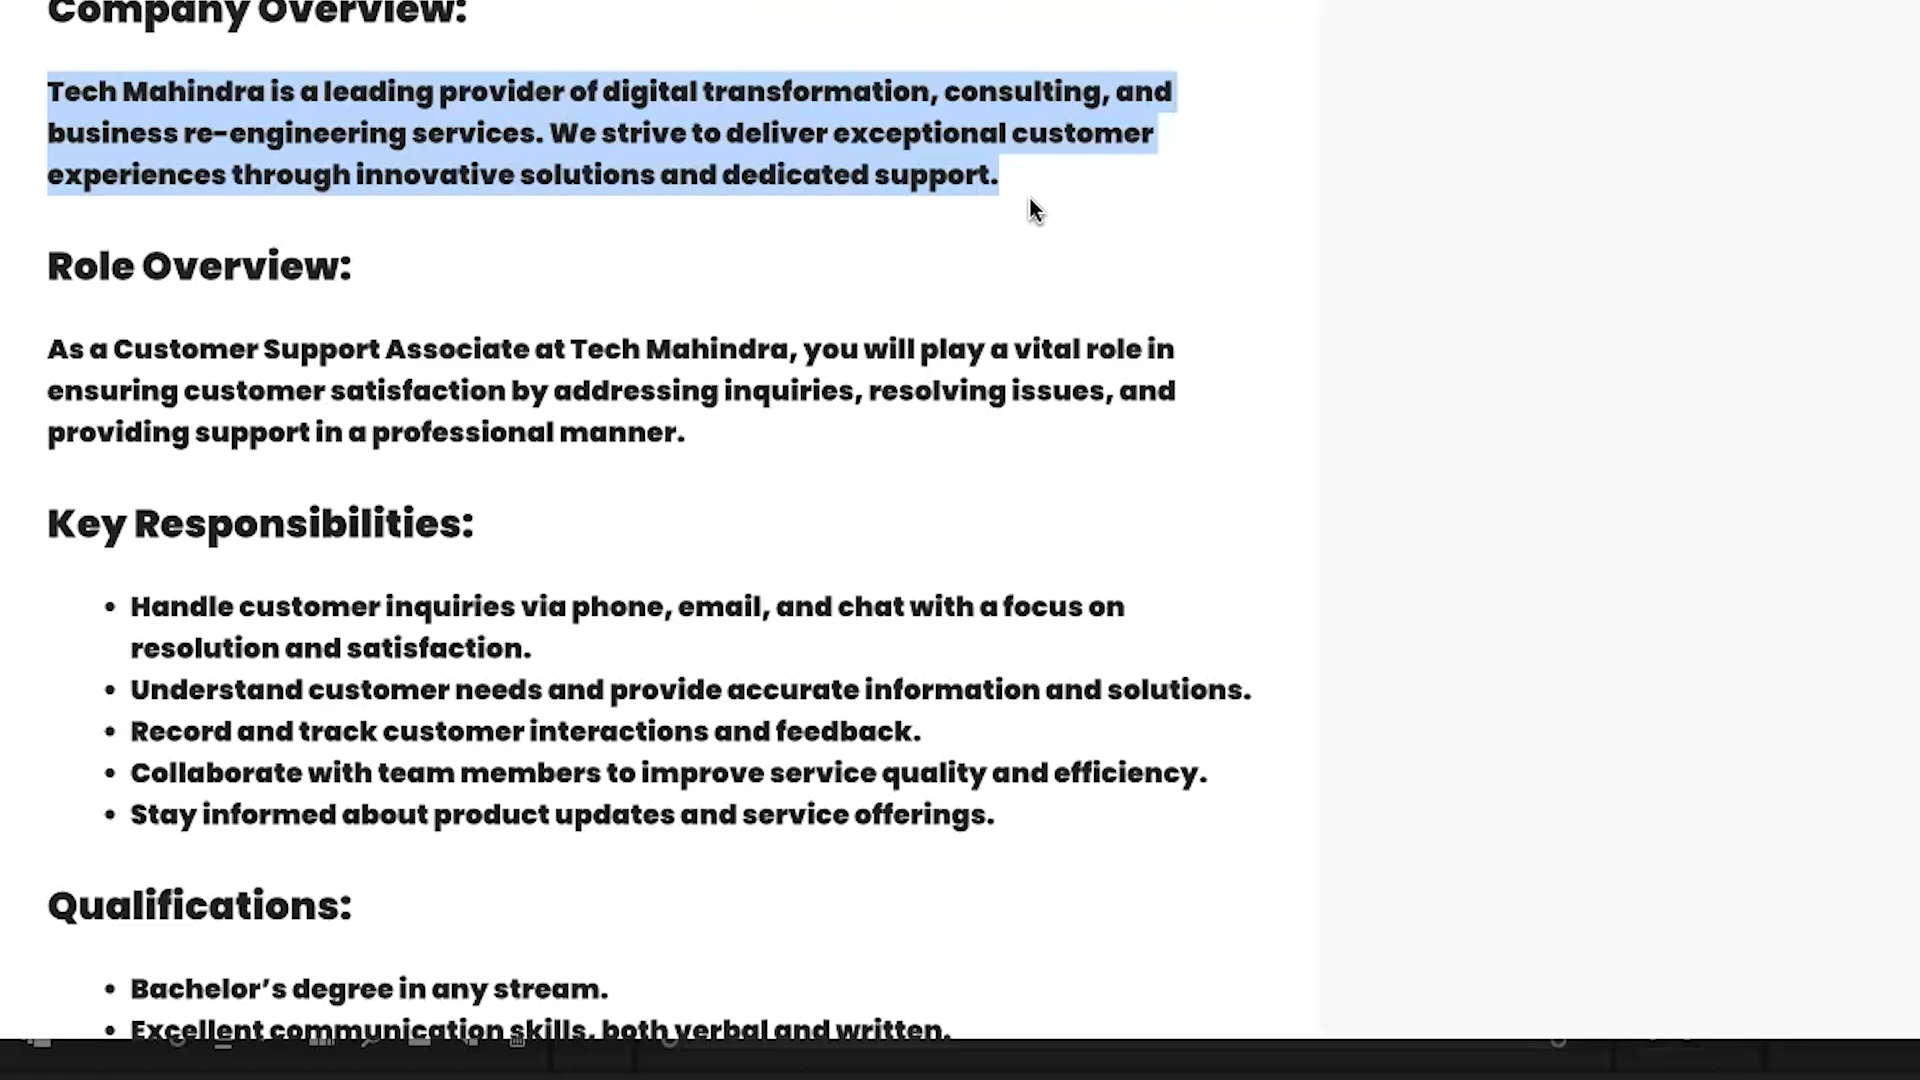 Company Overview:
Tech Mahindra is a leading provider of digital transformation, consulting, and
business re-engineering services. We strive to deliver exceptional customer
experiences through innovative solutions and dedicated support.
Role Overview:
As a Customer Support Associate at Tech Mahindra, you will play a vital role in
ensuring customer satisfaction by addressing inquiries, resolving issues, and
providing support in a professional manner.
Key Responsibilities:
• Handle customer inquiries via phone, email, and chat with a focus on
resolution and satisfaction.
• Understand customer needs and provide accurate information and solutions.
• Record and track customer interactions and feedback.
• Collaborate with team members to improve service quality and efficiency.
• Stay informed about product updates and service offerings.
Qualifications:
• Bachelor’s degree in any stream.
• Excellent communication skills, both verbal and written.